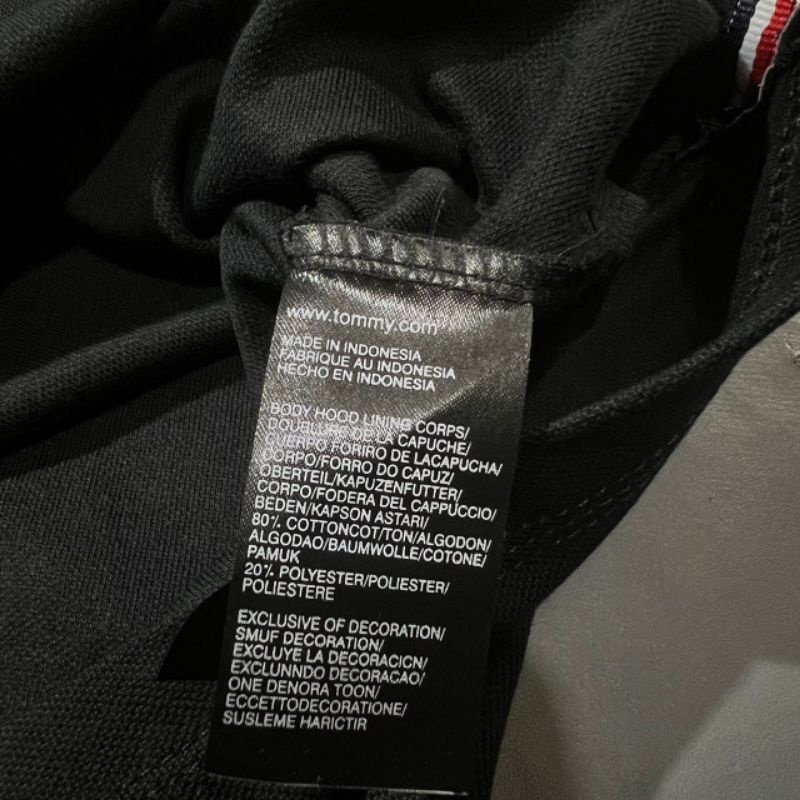 www.tommy.com
MADE IN INDONESIA
FABRIQUE AU INDONESIA
HECHO EN INDONESIA
BODY HOOD LINING CORPS/
DOUBLURE DE LA CAPUCHE/
CUERPO/FORIRO DE LACAPUCHA/
CORPO/FORRO DO CAPUZ/
OBERTEIL/KAPUZENFUTTER/
CORPO/FODERA DEL CAPPUCCIO/
BEDEN/KAPSON ASTARI/
80% COTTONCOT/TON/ALGODON/
ALGODAO/BAUMWOLLE/COTONE/
PAMUK
20% POLYESTER/POLIESTER/
POLIESTERE
EXCLUSIVE OF DECORATION/
SMUF DECORATION/
EXCLUYE LA DECORACICN/
EXCLUNNDO DECORACAO/
ONE DENORA TOON/
ECCETTODECORATIONE/
SUSLEME HARICTIR